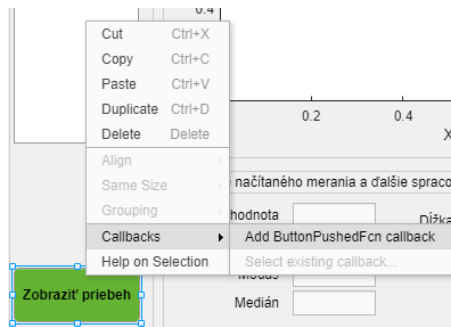 0.4
Cut Ctrl+X
Copy Ctrl+C
Paste Ctrl+V
Duplicate Ctrl+D
Delete Delete
0.2 0.4
X
Align
Same Size
načítaného merania a ďalšie spraco
Grouping
hodnota
Dĺžka
Callbacks Add ButtonPushedFcn callback
Help on Selection Select existing callback...
Modus
Zobraziť priebeh
Medián